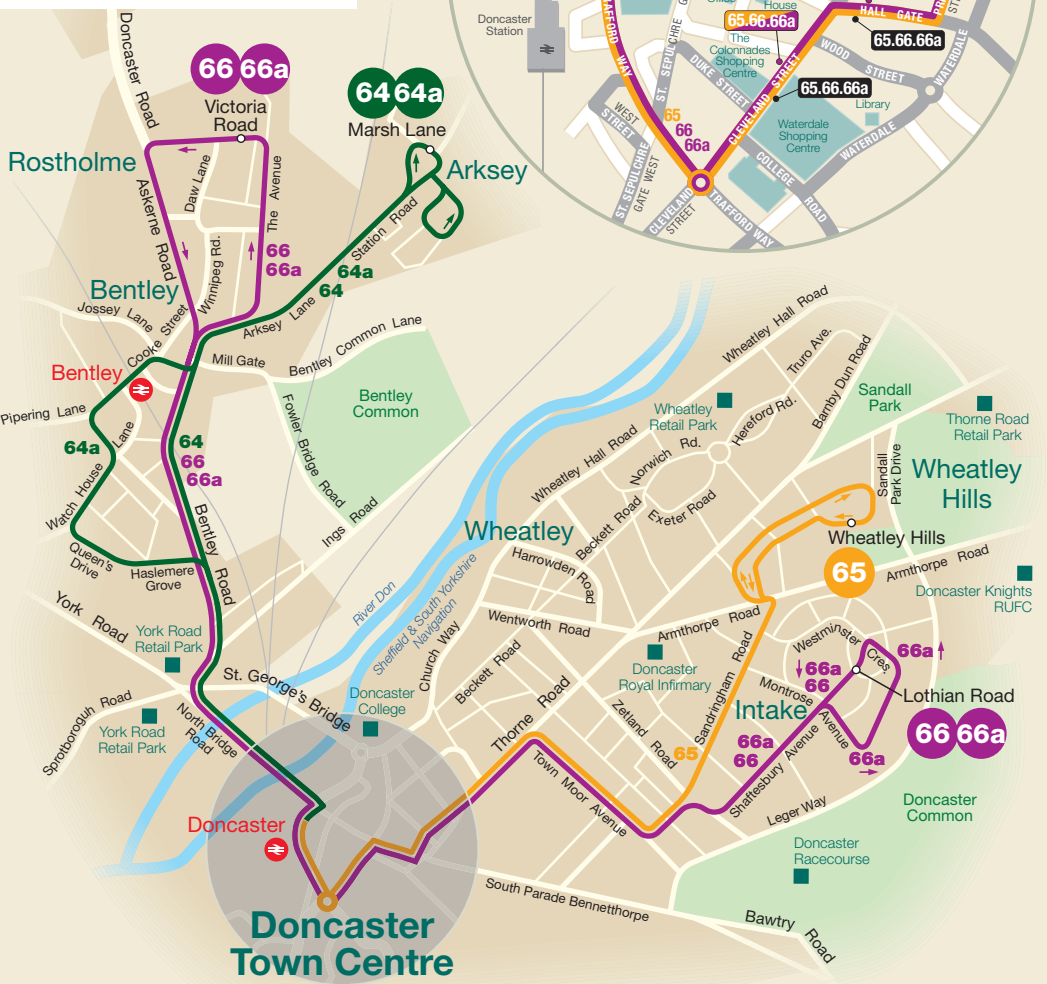 Doncaster Road
66 66a
Victoria
Road
64 64a
Marsh Lane
Rostholme
Arksey
Daw Lane
The Avenue
Askerne Road
Winnipeg Rd.
Station Road
66
66a
64a
64
Bentley
Jossey Lane
Cooke Street
Arksey Lane
Bentley Common Lane
Mill Gate
Bentley
Pipering Lane
Bentley
Common
Fowler Bridge Road
64a
Watch House Lane
64
66
66a
Bentley Road
Ings Road
Queen's
Drive
Haslemere
Grove
York Road
York Road
Retail Park
Sprotborough Road
York Road
Retail Park
North Bridge
Road
St. George's Bridge
River Don
Sheffield & South Yorkshire
Navigation
Doncaster
College
Doncaster
Doncaster
Town Centre
Doncaster
Station
TRAFFORD WAY
ST. SEPULCHRE G
House
65.66.66a
The
Colonnades
Shopping
Centre
HALL GATE
65.66.66a
WOOD STREET
WATERDALE
DUKE STREET
CLEVELAND STREET
65.66.66a
Library
WEST
STREET
65
66
66a
Waterdale
Shopping
Centre
WATERDALE
COLLEGE ROAD
ST. SEPULCHRE
GATE WEST
CLEVELAND
STREET
TRAFFORD WAY
Wheatley Hall Road
Truro Ave.
Barnby Dun Road
Sandall
Park
Wheatley
Retail Park
Hereford Rd.
Thorne Road
Retail Park
Wheatley Hall Road
Norwich Rd.
Sandall
Park Drive
Wheatley
Hills
Exeter Road
Beckett Road
Wheatley
Harrowden Road
Wheatley Hills
65
Armthorpe Road
Doncaster Knights
RUFC
Wentworth Road
Armthorpe Road
Church Way
Beckett Road
Doncaster
Royal Infirmary
Westminster Cres.
66a
66a
66
Lothian Road
66 66a
Montrose Avenue
Intake
Thorne Road
Zetland Road
Sandringham Road
65
66a
66
66a
Shaftesbury Avenue
Town Moor Avenue
Leger Way
Doncaster
Common
Doncaster
Racecourse
South Parade Bennetthorpe
Bawtry Road